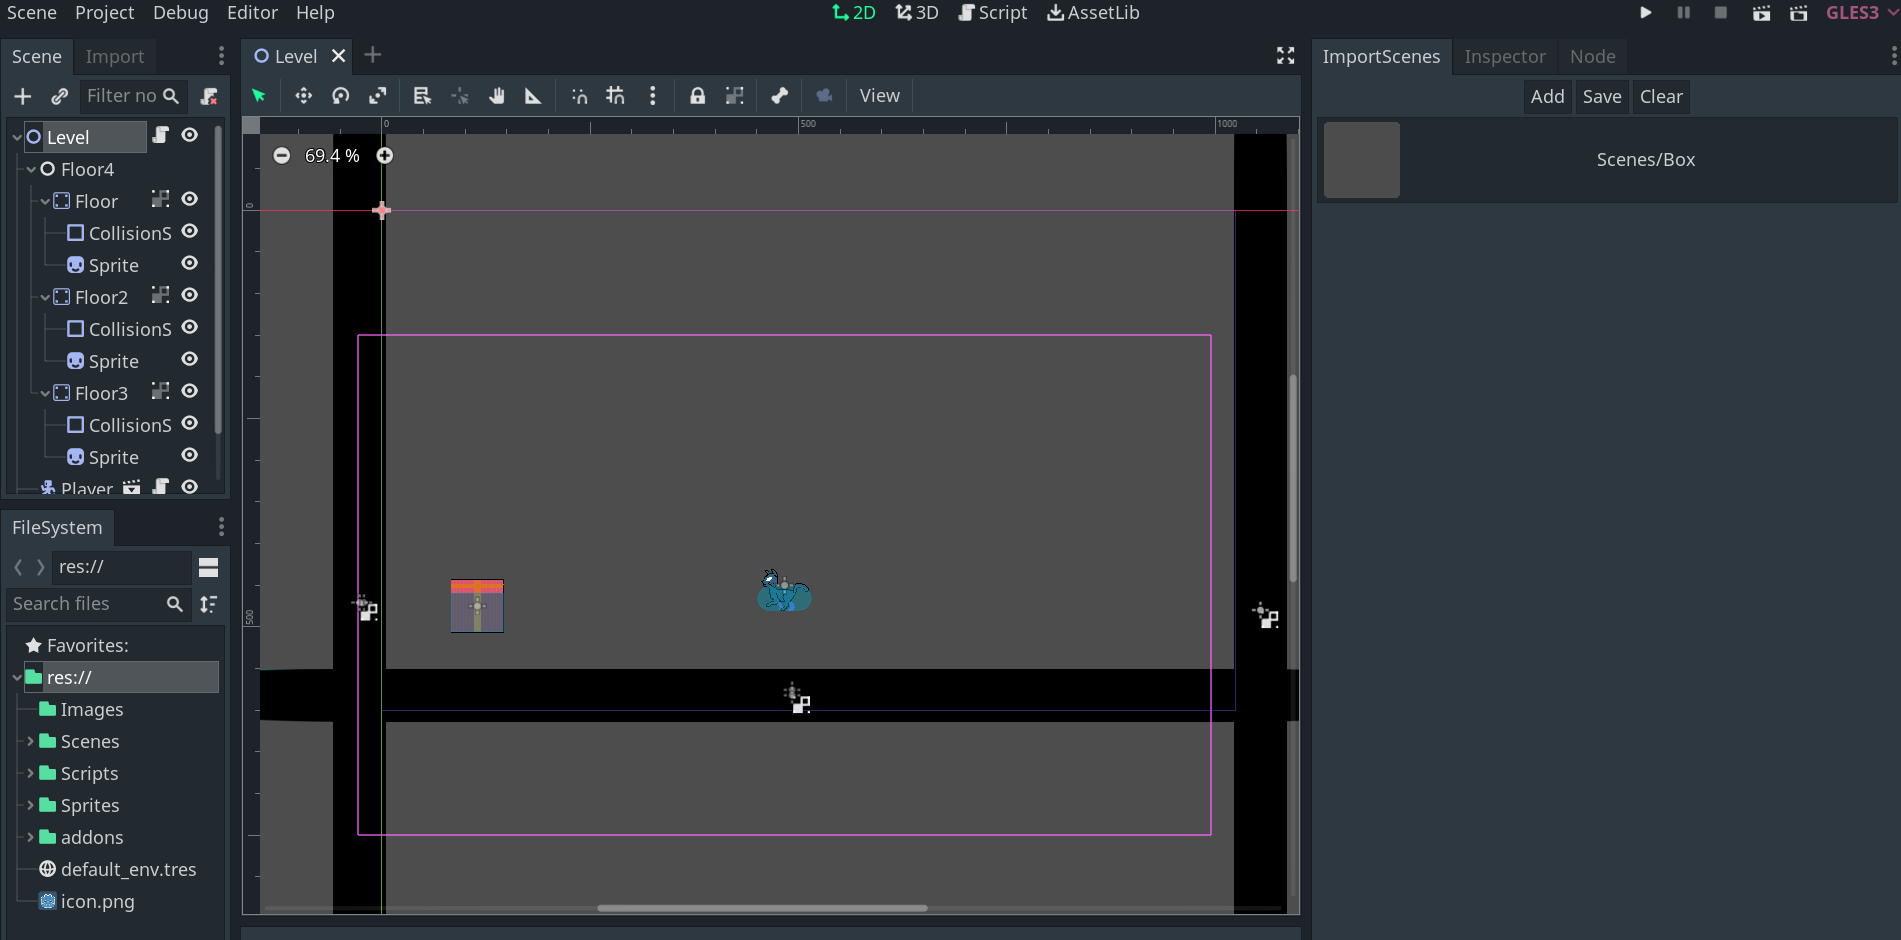 Scene Project Debug Editor Help
2D 3D Script AssetLib
GLES3
Scene Import
Filter no
Level
Floor4
Floor
CollisionS
Sprite
Floor2
CollisionS
Sprite
Floor3
CollisionS
Sprite
Player
FileSystem
res://
Search files
Favorites:
res://
Images
Scenes
Scripts
Sprites
addons
default_env.tres
icon.png
Level
View
0 500 1000
69.4 %
0
500
ImportScenes Inspector Node
Add Save Clear
Scenes/Box